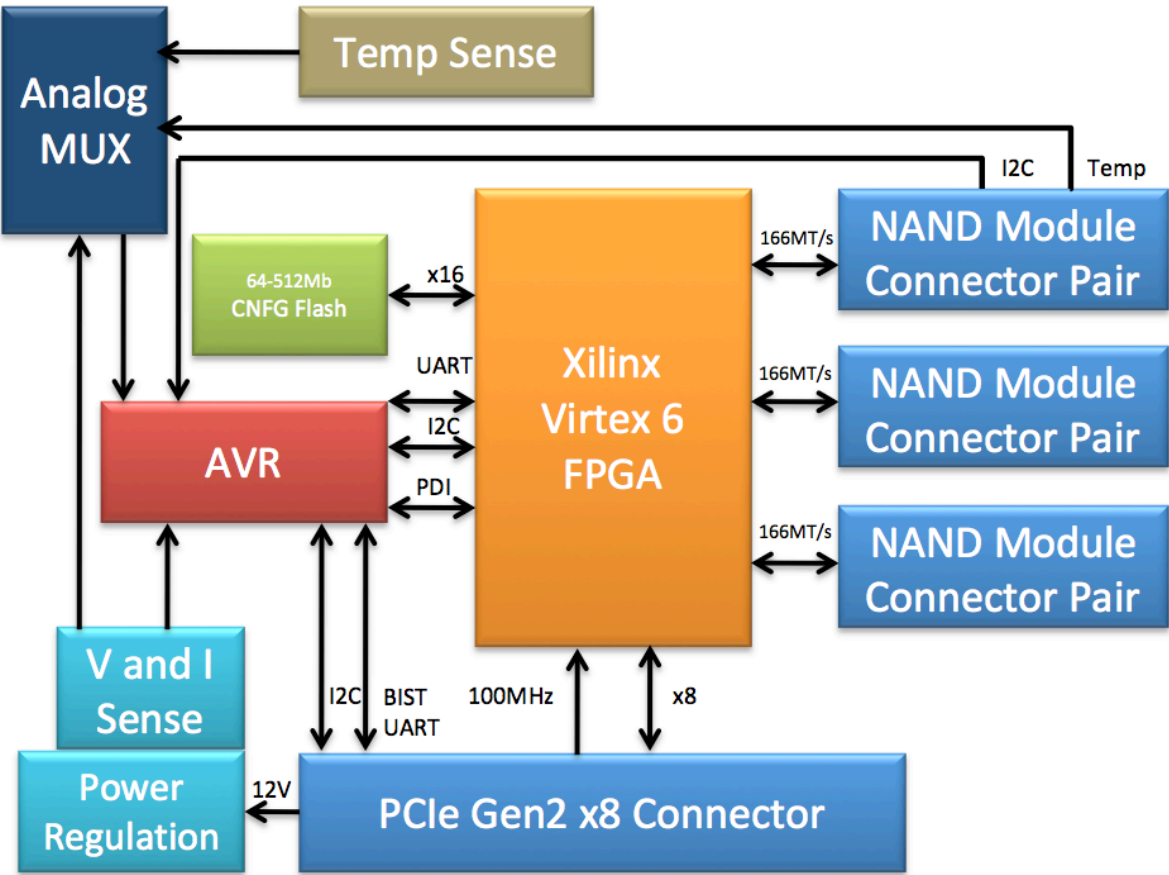 Temp Sense
Analog
MUX
I2C
Temp
NAND Module
Connector Pair
166MT/s
64-512Mb
CNFG Flash
x16
Xilinx
Virtex 6
FPGA
UART
166MT/s
NAND Module
Connector Pair
AVR
I2C
PDI
166MT/s
NAND Module
Connector Pair
V and I
Sense
I2C
BIST
UART
100MHz
x8
Power
Regulation
12V
PCIe Gen2 x8 Connector